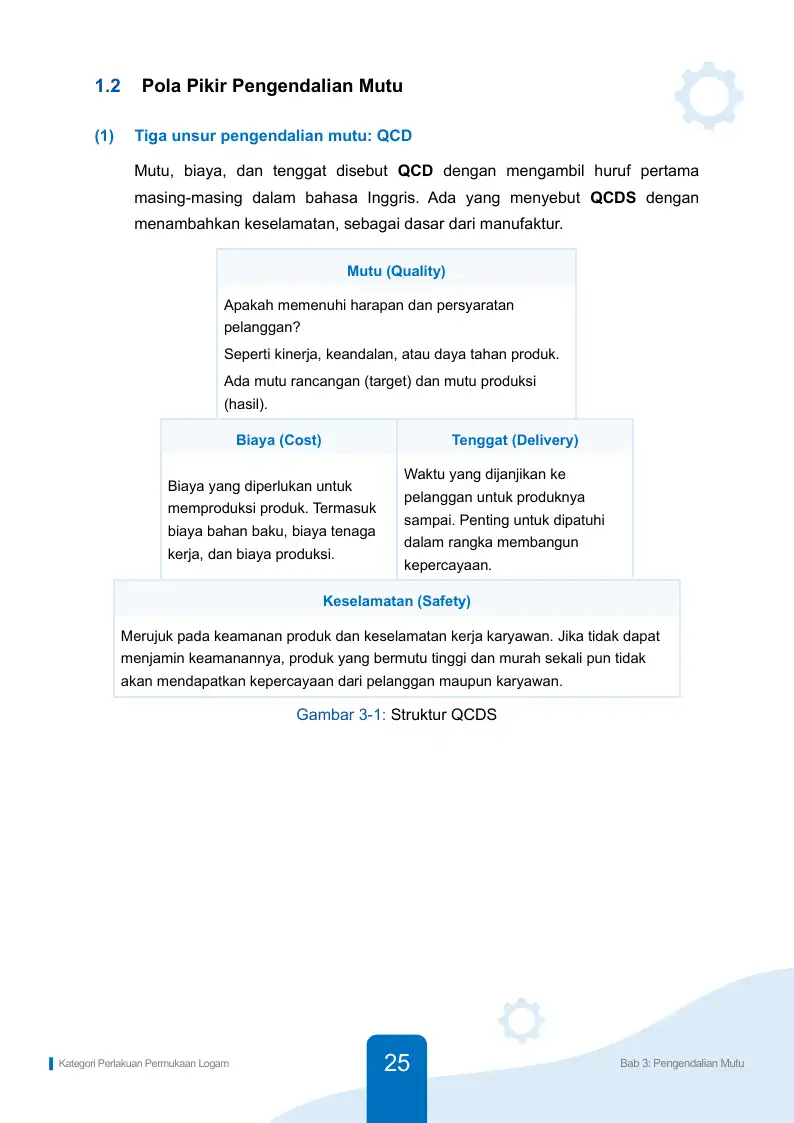 1.2 Pola Pikir Pengendalian Mutu
(1) Tiga unsur pengendalian mutu: QCD
Mutu, biaya, dan tenggat disebut QCD dengan mengambil huruf pertama
masing-masing dalam bahasa Inggris. Ada yang menyebut QCDS dengan
menambahkan keselamatan, sebagai dasar dari manufaktur.
Mutu (Quality)
Apakah memenuhi harapan dan persyaratan
pelanggan?
Seperti kinerja, keandalan, atau daya tahan produk.
Ada mutu rancangan (target) dan mutu produksi
(hasil).
Biaya (Cost)
Biaya yang diperlukan untuk
memproduksi produk. Termasuk
biaya bahan baku, biaya tenaga
kerja, dan biaya produksi.
Tenggat (Delivery)
Waktu yang dijanjikan ke
pelanggan untuk produknya
sampai. Penting untuk dipatuhi
dalam rangka membangun
kepercayaan.
Keselamatan (Safety)
Merujuk pada keamanan produk dan keselamatan kerja karyawan. Jika tidak dapat
menjamin keamanannya, produk yang bermutu tinggi dan murah sekali pun tidak
akan mendapatkan kepercayaan dari pelanggan maupun karyawan.
Gambar 3-1: Struktur QCDS
Kategori Perlakuan Permukaan Logam
25
Bab 3: Pengendalian Mutu